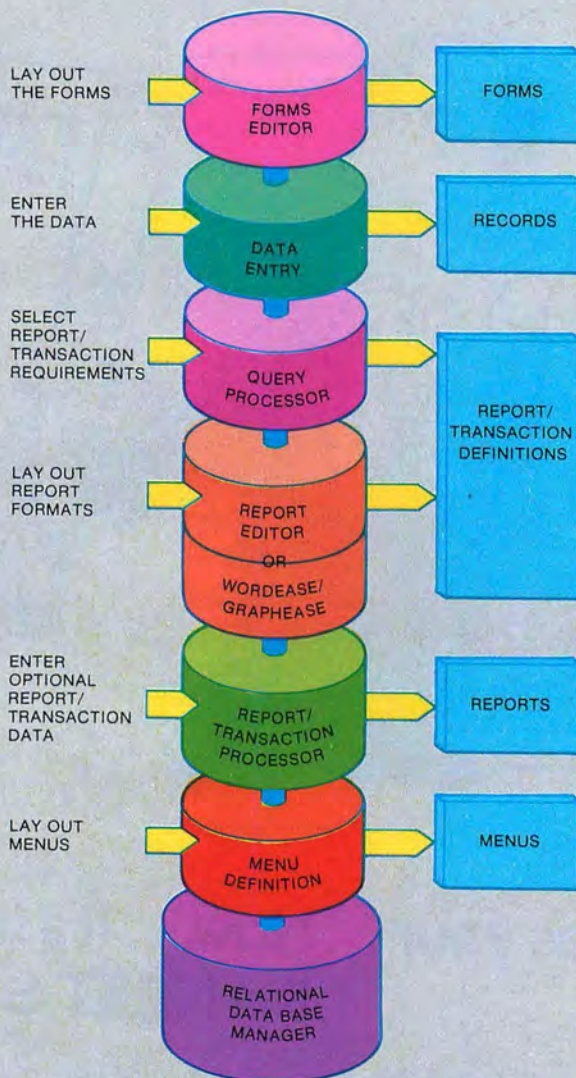 LAY OUT
THE FORMS
FORMS
EDITOR
FORMS
ENTER
THE DATA
DATA
ENTRY
RECORDS
SELECT
REPORT/
TRANSACTION
REQUIREMENTS
QUERY
PROCESSOR
REPORT/
TRANSACTION
DEFINITIONS
LAY OUT
REPORT
FORMATS
REPORT
EDITOR
OR
WORDEASE/
GRAPHEASE
ENTER
OPTIONAL
REPORT/
TRANSACTION
DATA
REPORT/
TRANSACTION
PROCESSOR
REPORTS
LAY OUT
MENUS
MENU
DEFINITION
MENUS
RELATIONAL
DATA BASE
MANAGER